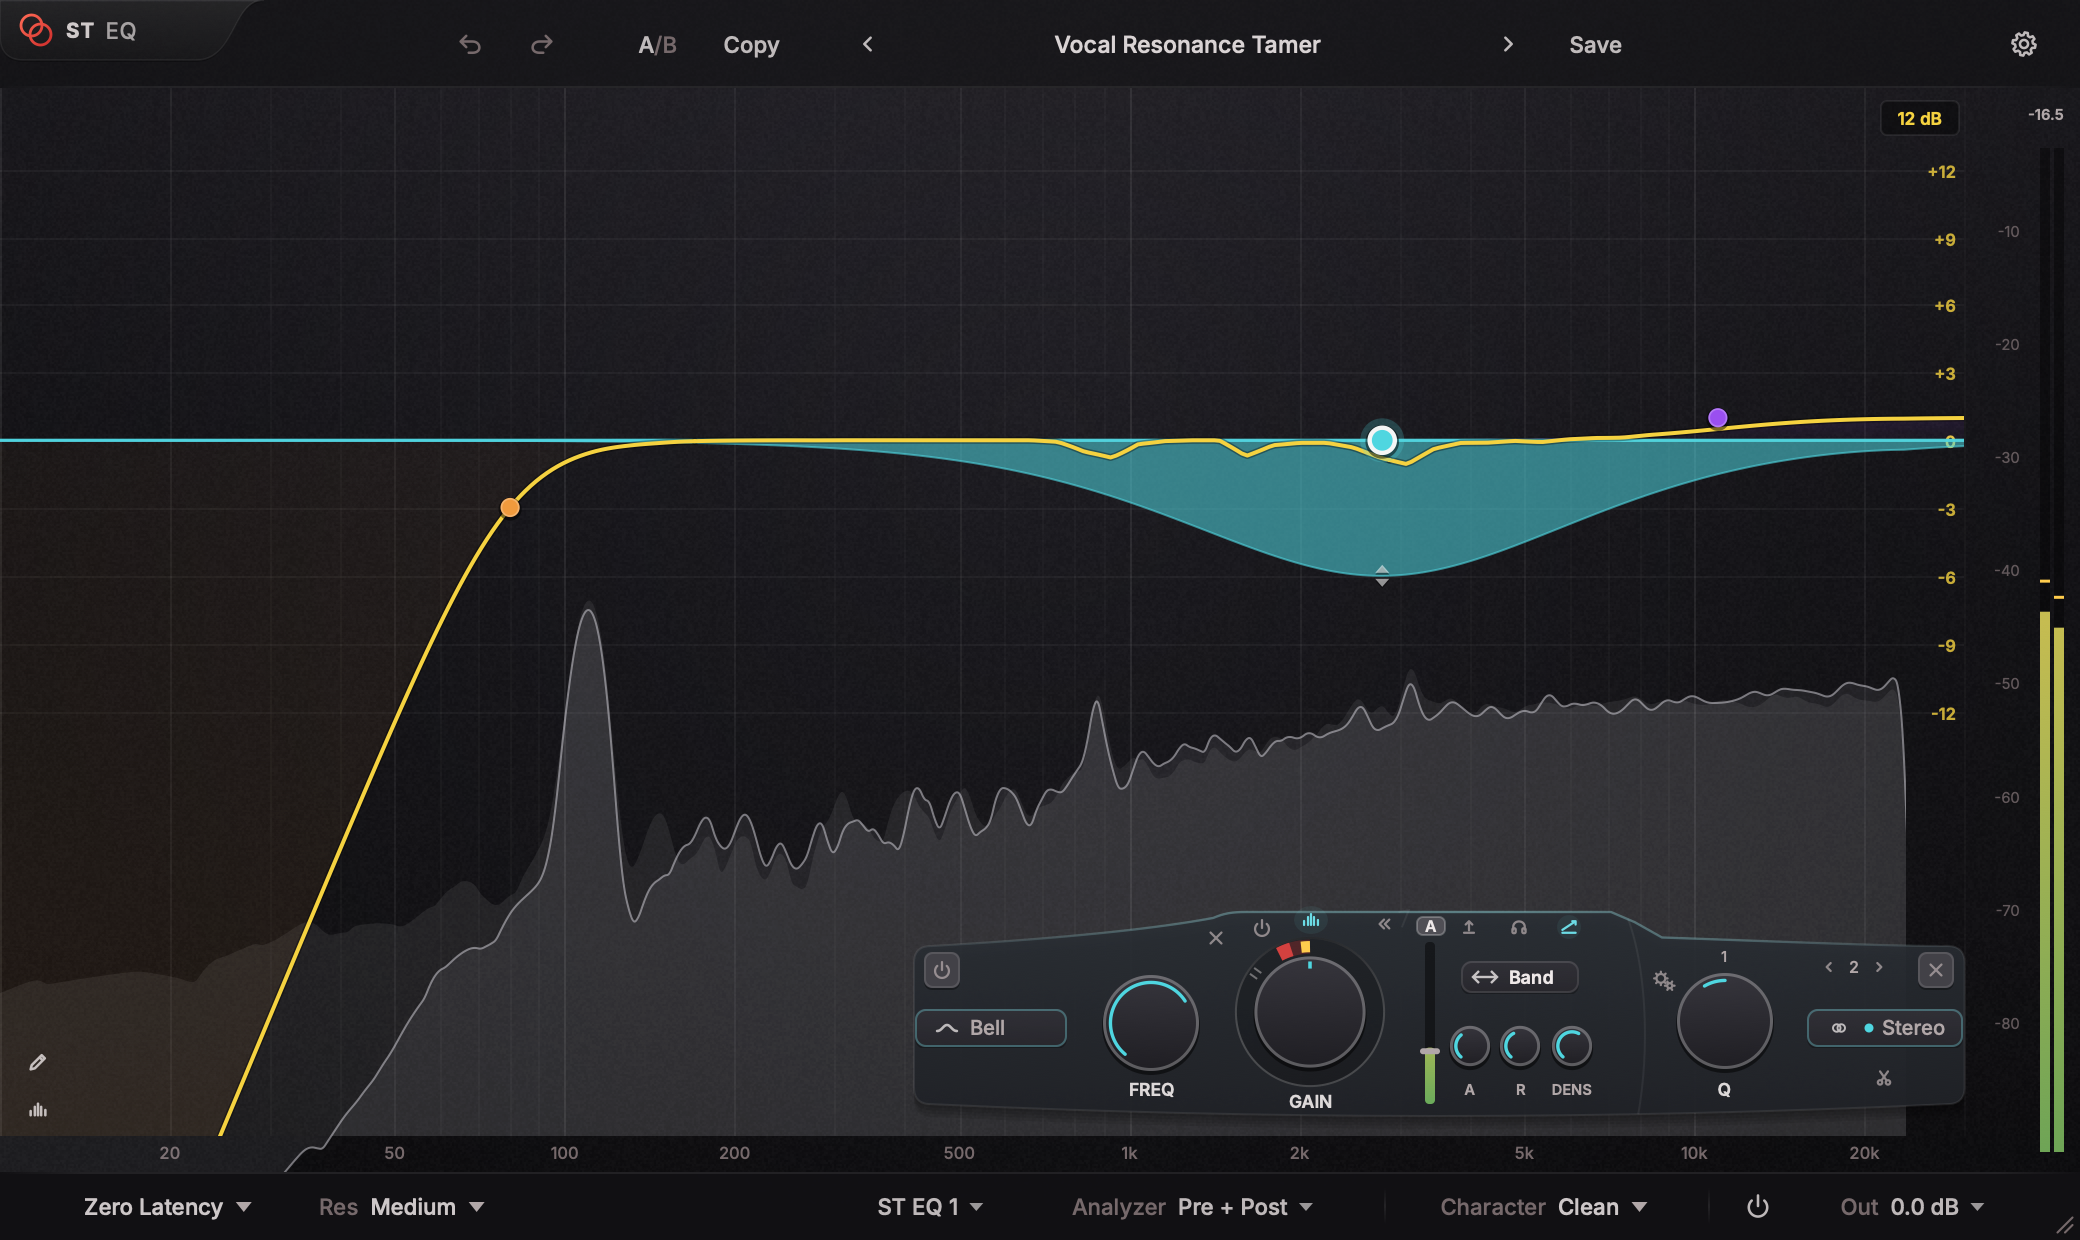 ST EQ
A/B Copy Vocal Resonance Tamer Save
12 dB
-16.5
+12
+9
+6
+3
0
-3
-6
-9
-12
-10
-20
-30
-40
-50
-60
-70
-80
A
Band
1
2
Bell
Stereo
FREQ
GAIN
A R DENS
Q
20 50 100 200 500 1k 2k 5k 10k 20k
Zero Latency Res Medium ST EQ 1 Analyzer Pre + Post Character Clean Out 0.0 dB